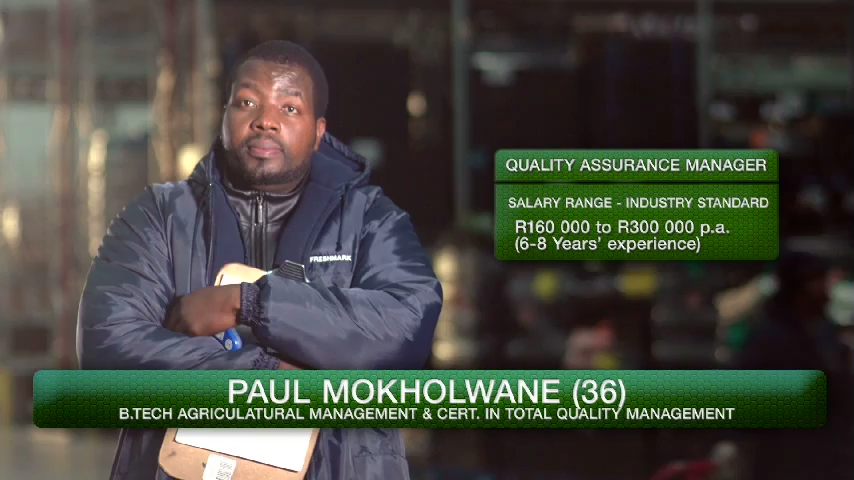 QUALITY ASSURANCE MANAGER
SALARY RANGE - INDUSTRY STANDARD
R160 000 to R300 000 p.a.
(6-8 Years' experience)
FRESHMARK
PAUL MOKHOLWANE (36)
B.TECH AGRICULATURAL MANAGEMENT & CERT. IN TOTAL QUALITY MANAGEMENT